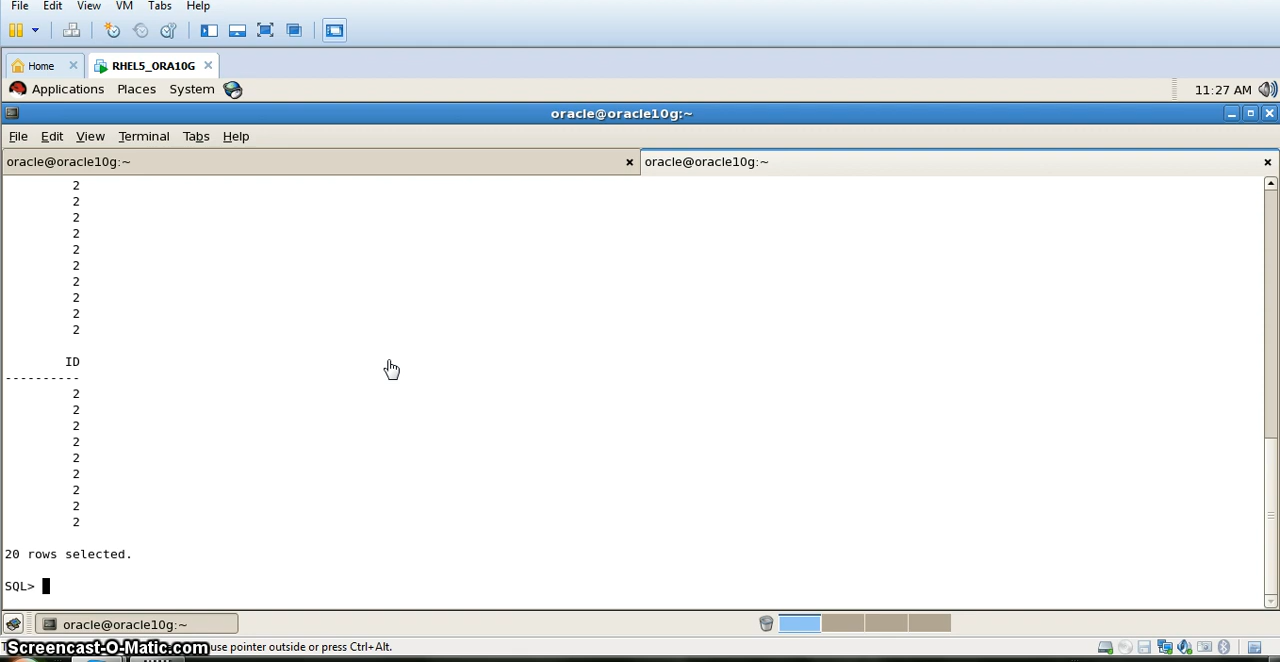 File Edit View VM Tabs Help
Home RHEL5_ORA10G
Applications Places System 11:27 AM
oracle@oracle10g:~
File Edit View Terminal Tabs Help
oracle@oracle10g:~ oracle@oracle10g:~
2
2
2
2
2
2
2
2
2
2
ID
----------
2
2
2
2
2
2
2
2
2
20 rows selected.
SQL>
oracle@oracle10g:~
Screencast-O-Matic.com use pointer outside or press Ctrl+Alt.